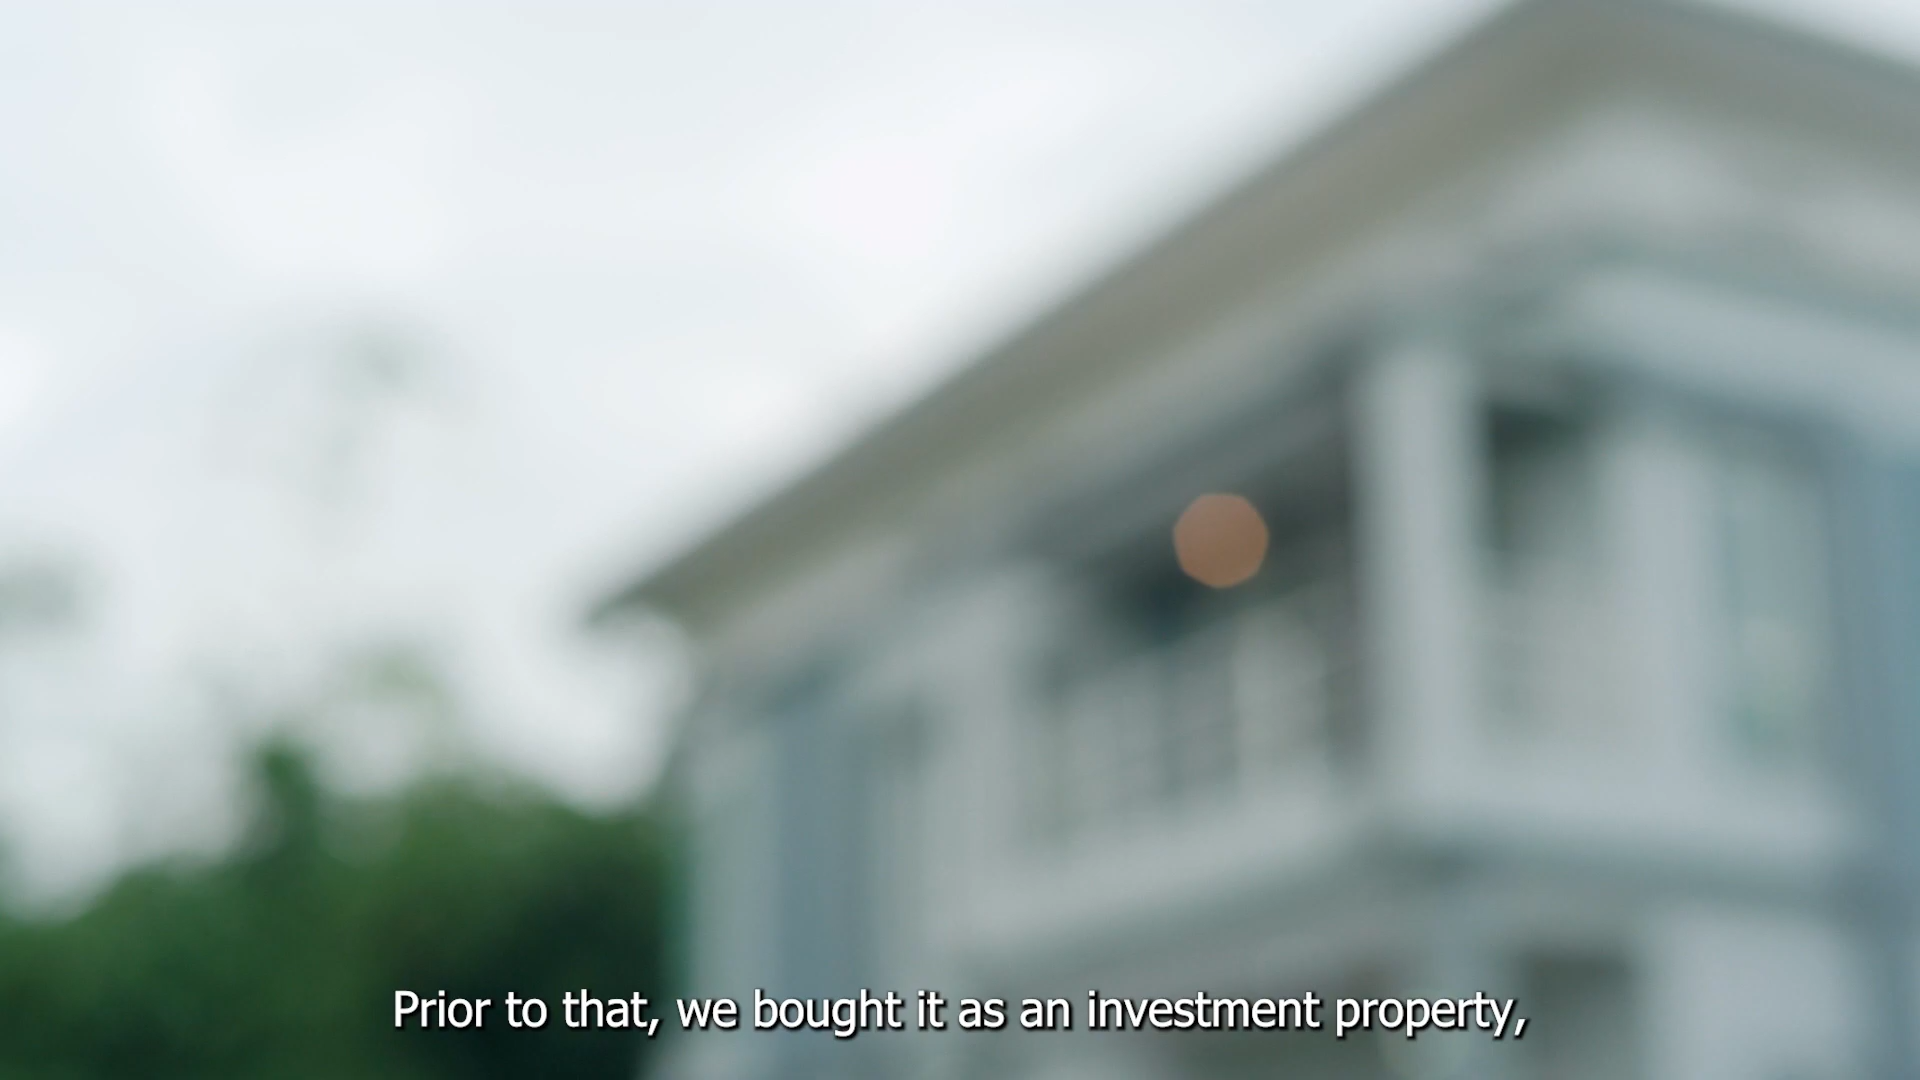 Prior to that, we bought it as an investment property,